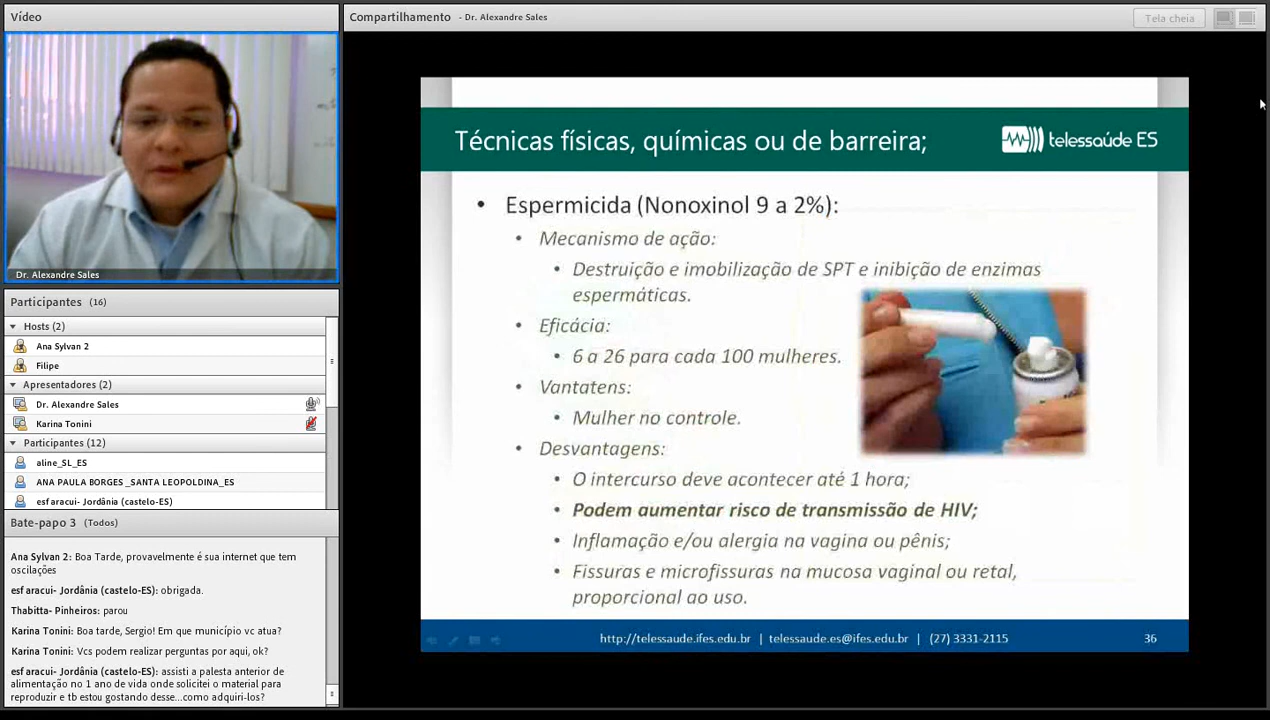 Vídeo
Dr. Alexandre Sales
Participantes (16)
Hosts (2)
Ana Sylvan 2
Filipe
Apresentadores (2)
Dr. Alexandre Sales
Karina Tonini
Participantes (12)
aline_SL_ES
ANA PAULA BORGES _SANTA LEOPOLDINA_ES
esf aracui- Jordânia (castelo-ES)
Bate-papo 3 (Todos)
Ana Sylvan 2: Boa Tarde, provavelmente é sua internet que tem
oscilações
esf aracui- Jordânia (castelo-ES): obrigada.
Thabitta- Pinheiros: parou
Karina Tonini: Boa tarde, Sergio! Em que município vc atua?
Karina Tonini: Vcs podem realizar perguntas por aqui, ok?
esf aracui- Jordânia (castelo-ES): assisti a palesta anterior de
alimentação no 1 ano de vida onde solicitei o material para
reproduzir e tb estou gostando desse...como adquiri-los?
Compartilhamento - Dr. Alexandre Sales
Tela cheia
Técnicas físicas, químicas ou de barreira;
telessaúde ES
• Espermicida (Nonoxinol 9 a 2%):
• Mecanismo de ação:
• Destruição e imobilização de SPT e inibição de enzimas
espermáticas.
• Eficácia:
• 6 a 26 para cada 100 mulheres.
• Vantatens:
• Mulher no controle.
• Desvantagens:
• O intercurso deve acontecer até 1 hora;
• Podem aumentar risco de transmissão de HIV;
• Inflamação e/ou alergia na vagina ou pênis;
• Fissuras e microfissuras na mucosa vaginal ou retal,
proporcional ao uso.
http://telessaude.ifes.edu.br | telessaude.es@ifes.edu.br | (27) 3331-2115
36